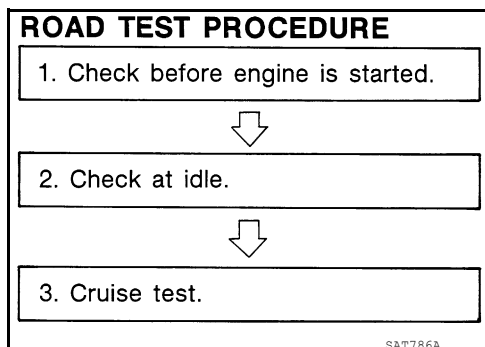 ROAD TEST PROCEDURE
1. Check before engine is started.
2. Check at idle.
3. Cruise test.
SAT786A